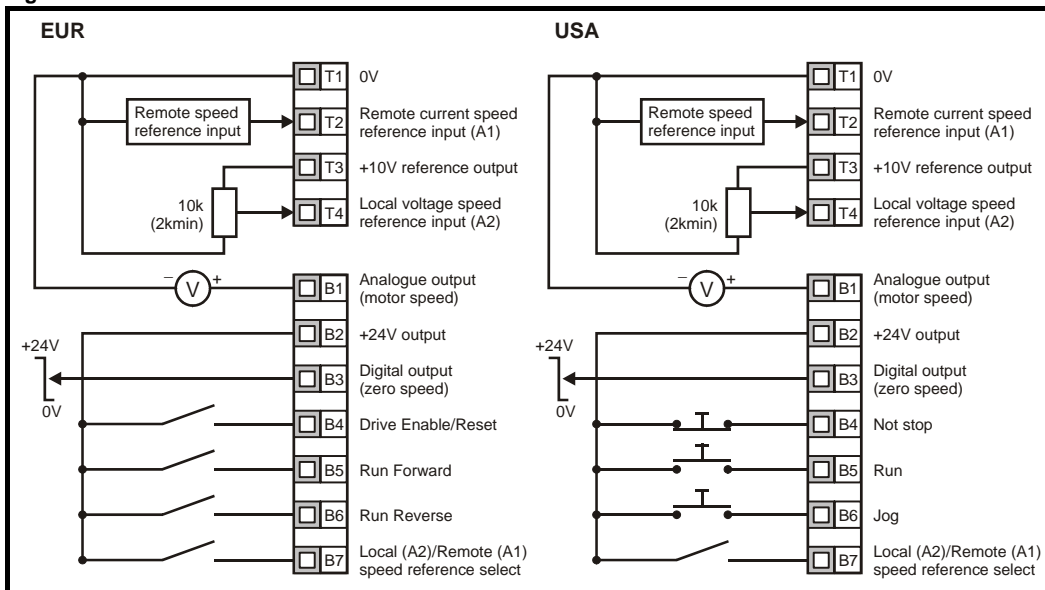 EUR
T1 0V
Remote speed
reference input
T2 Remote current speed
reference input (A1)
T3 +10V reference output
10k
(2kmin)
T4 Local voltage speed
reference input (A2)
− V +
B1 Analogue output
(motor speed)
B2 +24V output
+24V
0V
B3 Digital output
(zero speed)
B4 Drive Enable/Reset
B5 Run Forward
B6 Run Reverse
B7 Local (A2)/Remote (A1)
speed reference select
USA
T1 0V
Remote speed
reference input
T2 Remote current speed
reference input (A1)
T3 +10V reference output
10k
(2kmin)
T4 Local voltage speed
reference input (A2)
− V +
B1 Analogue output
(motor speed)
B2 +24V output
+24V
0V
B3 Digital output
(zero speed)
B4 Not stop
B5 Run
B6 Jog
B7 Local (A2)/Remote (A1)
speed reference select